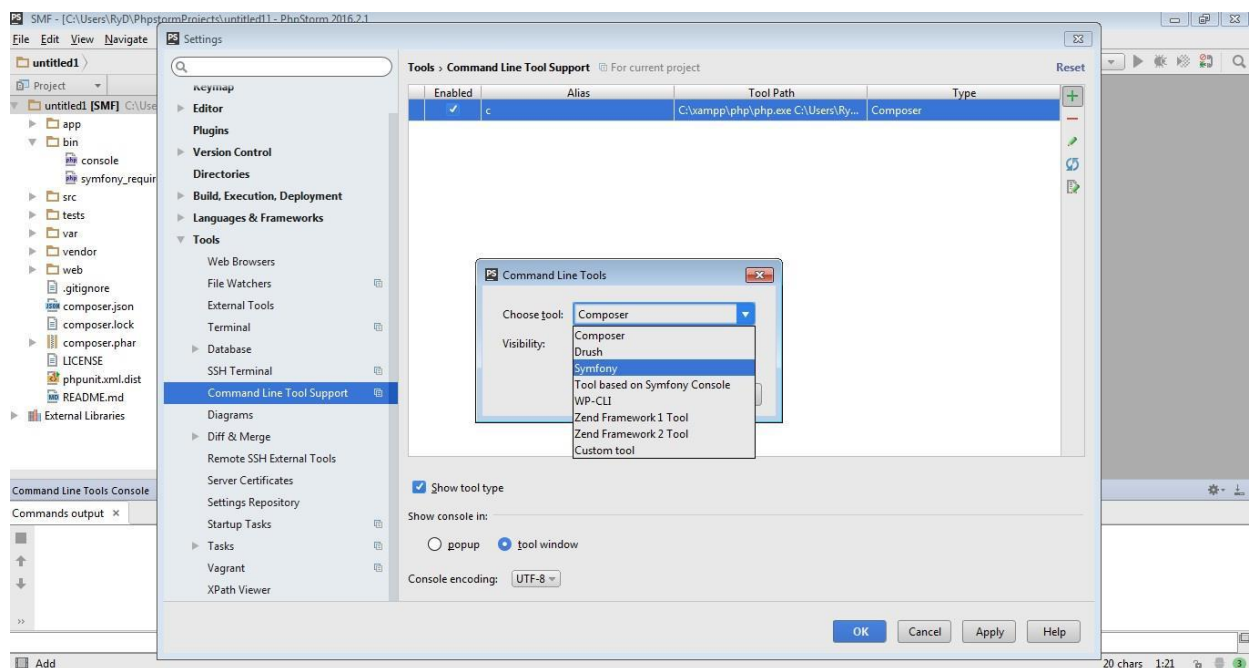 SMF - [C:\Users\RyD\PhpstormProjects\untitled1] - PhpStorm 2016.2.1
File Edit View Navigate
untitled1
Project
untitled1 [SMF] C:\Use
app
bin
console
symfony_requir
src
tests
var
vendor
web
.gitignore
composer.json
composer.lock
composer.phar
LICENSE
phpunit.xml.dist
README.md
External Libraries
Settings
Keymap
Editor
Plugins
Version Control
Directories
Build, Execution, Deployment
Languages & Frameworks
Tools
Web Browsers
File Watchers
External Tools
Terminal
Database
SSH Terminal
Command Line Tool Support
Diagrams
Diff & Merge
Remote SSH External Tools
Server Certificates
Settings Repository
Startup Tasks
Tasks
Vagrant
XPath Viewer
Tools › Command Line Tool Support For current project Reset
Enabled Alias Tool Path Type
c C:\xampp\php\php.exe C:\Users\Ry... Composer
Command Line Tools
Choose tool: Composer
Visibility:
Composer
Drush
Symfony
Tool based on Symfony Console
WP-CLI
Zend Framework 1 Tool
Zend Framework 2 Tool
Custom tool
Show tool type
Show console in:
popup tool window
Console encoding: UTF-8
OK Cancel Apply Help
Command Line Tools Console
Commands output ×
Add
20 chars 1:21 3